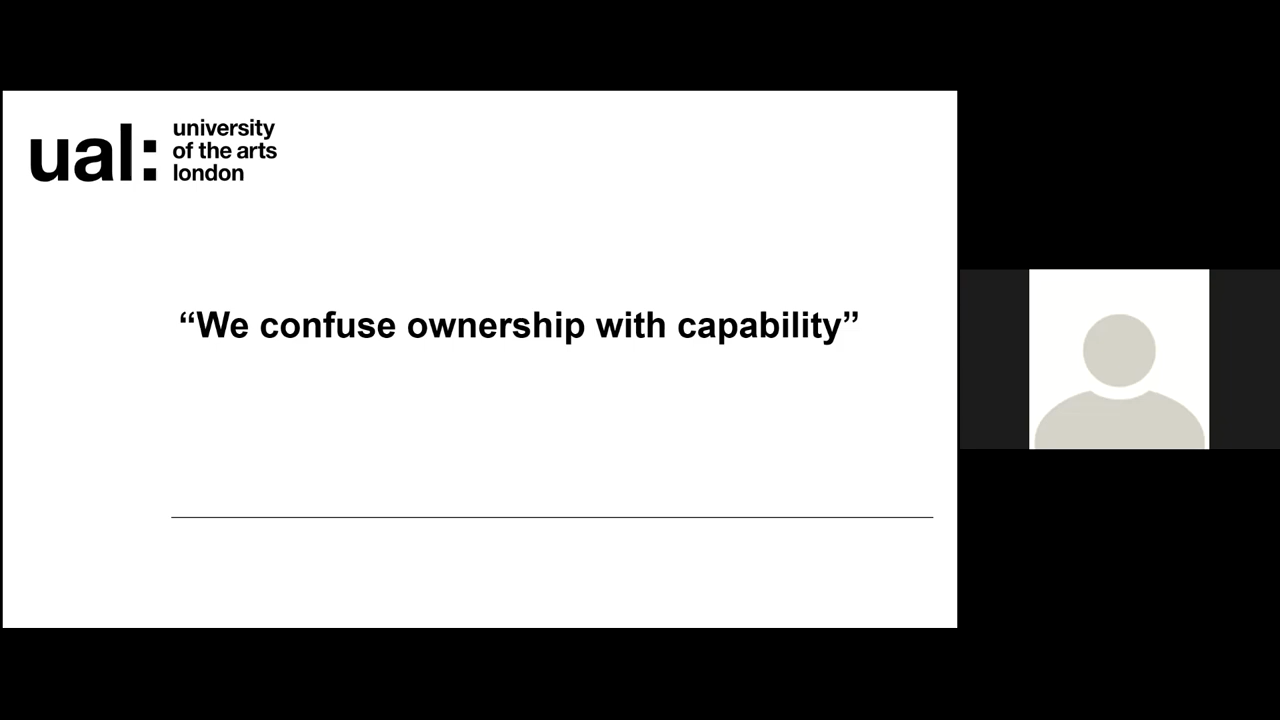 ual:
university
of the arts
london
“We confuse ownership with capability”